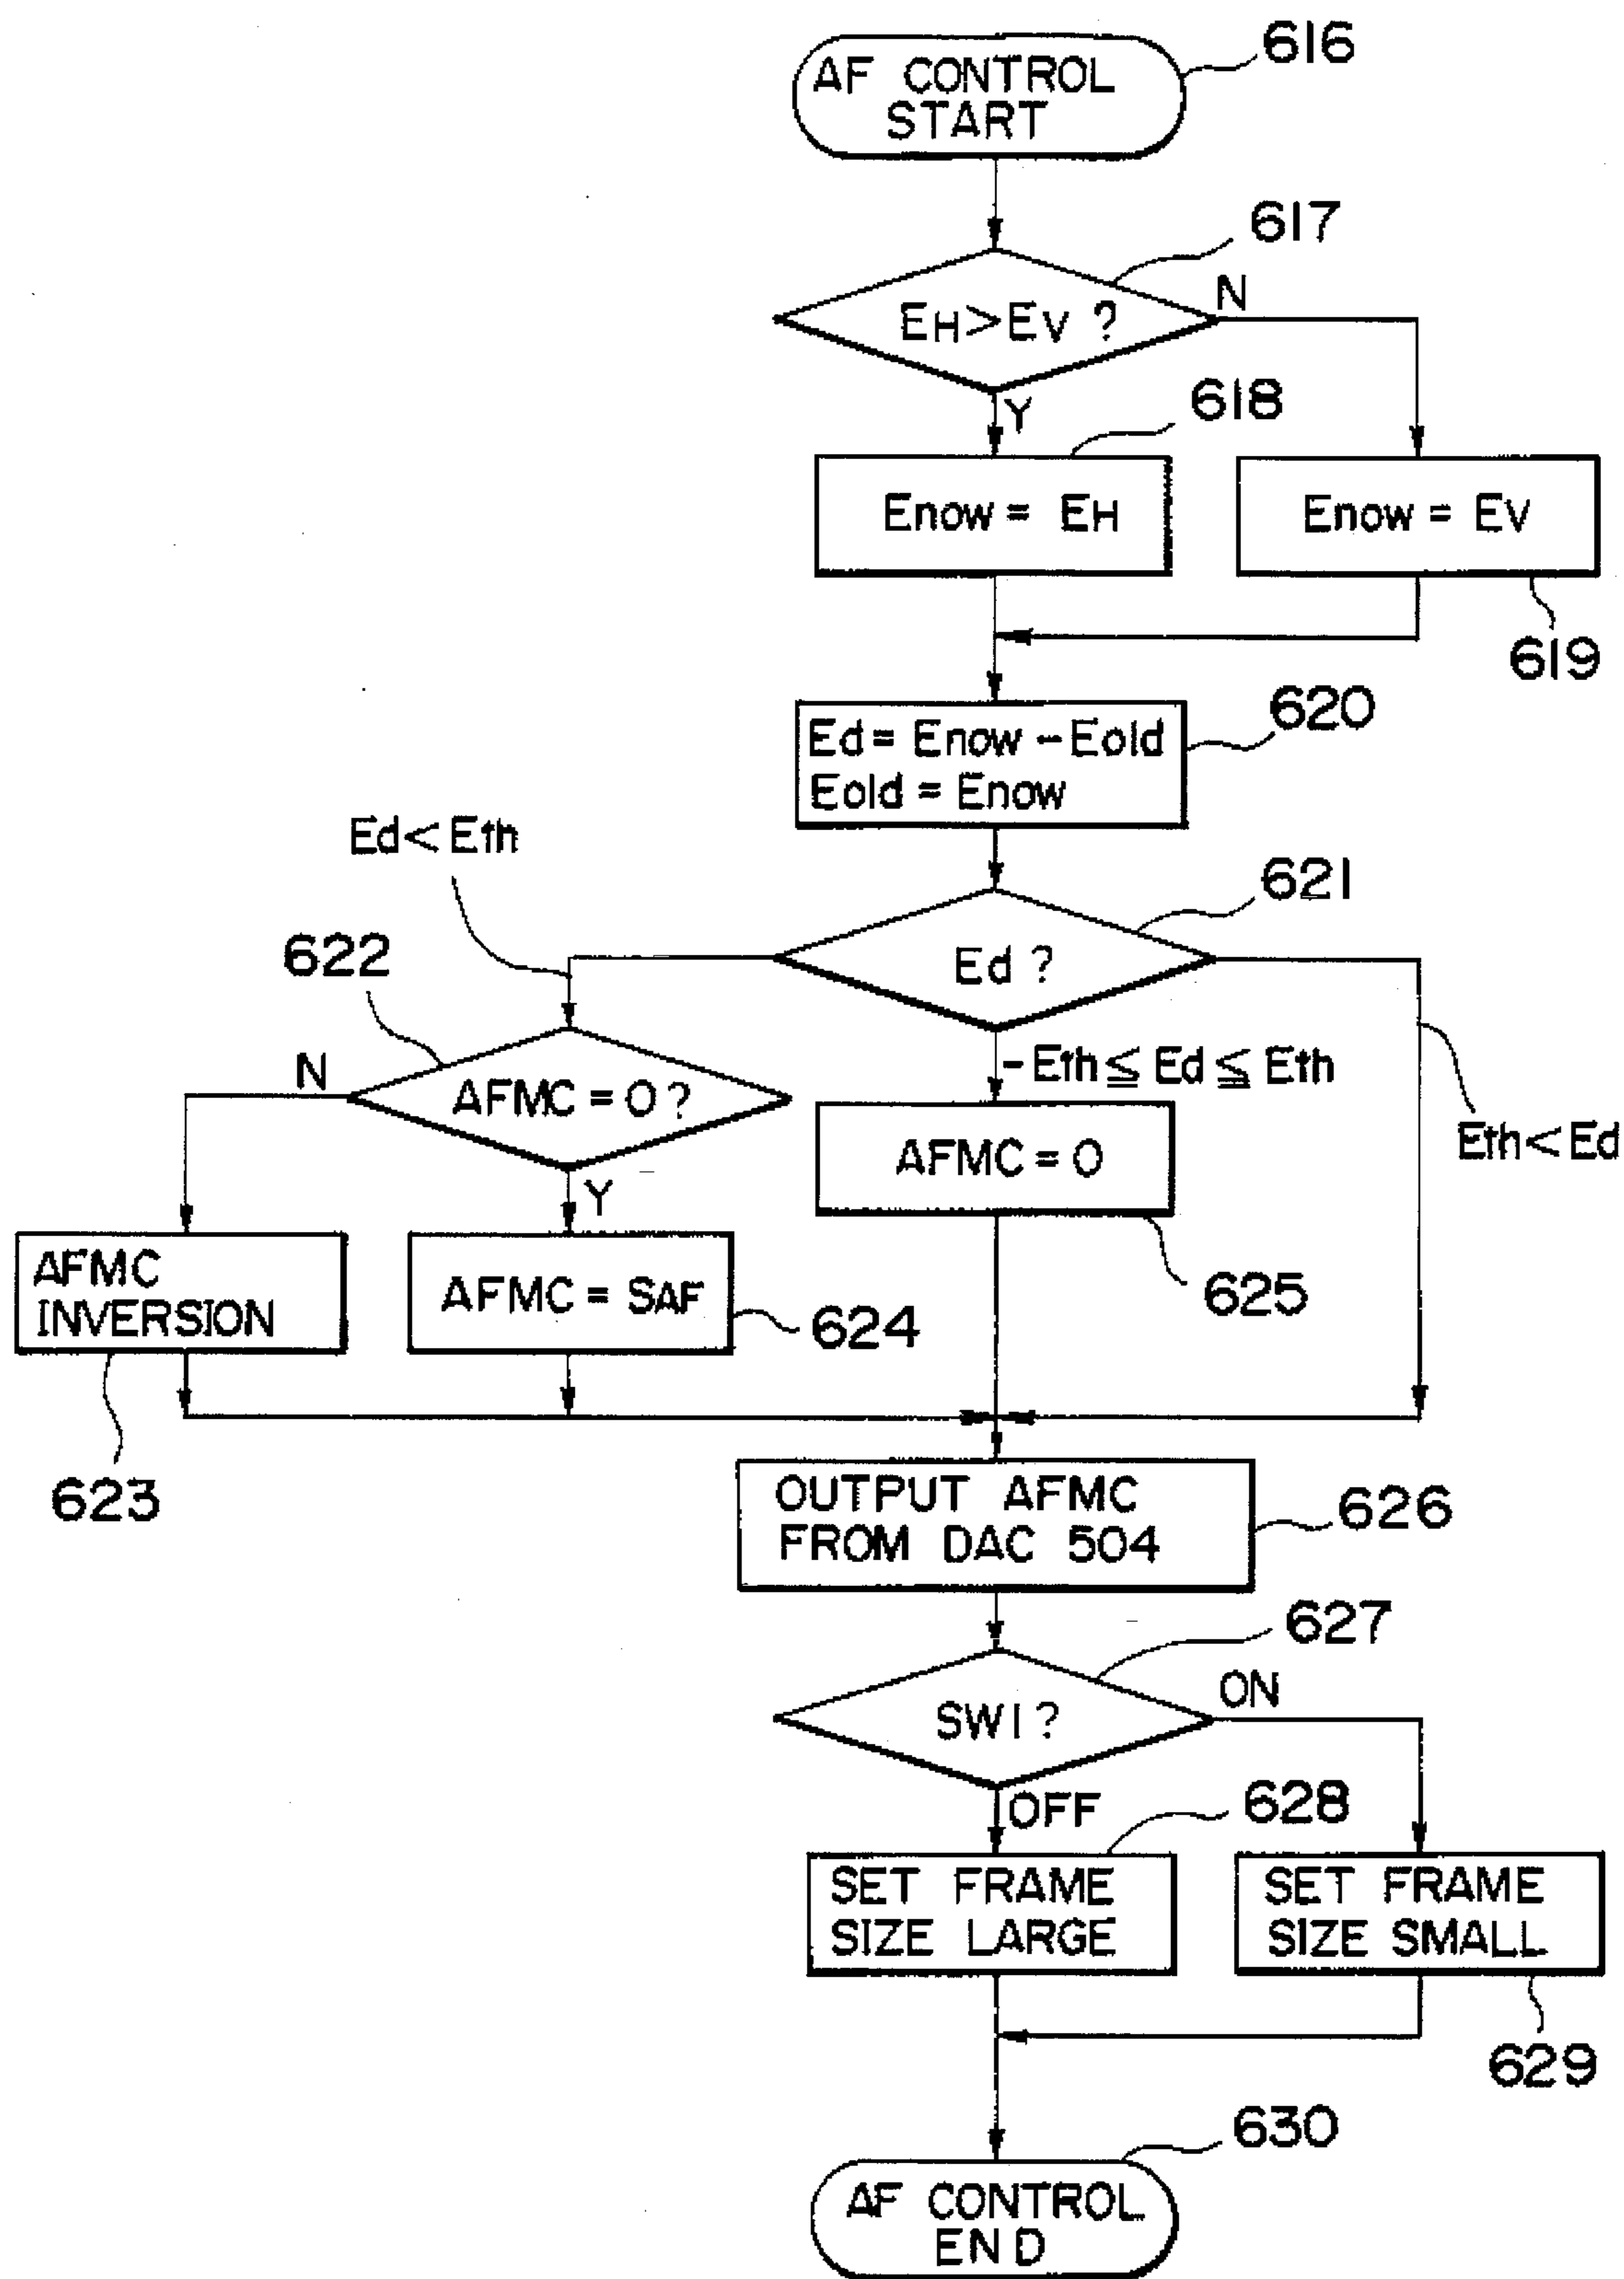 AF CONTROL
START
616
617
EH>EV ?
N
Y
618
Enow = EH
Enow = EV
619
620
Ed = Enow - Eold
Eold = Enow
Ed < Eth
621
Ed ?
622
N
AFMC = 0 ?
-Eth ≦ Ed ≦ Eth
Eth < Ed
AFMC = 0
Y
625
AFMC
INVERSION
AFMC = SAF
624
623
OUTPUT AFMC
FROM DAC 504
626
627
SW1 ?
ON
OFF
628
SET FRAME
SIZE LARGE
SET FRAME
SIZE SMALL
629
630
AF CONTROL
END